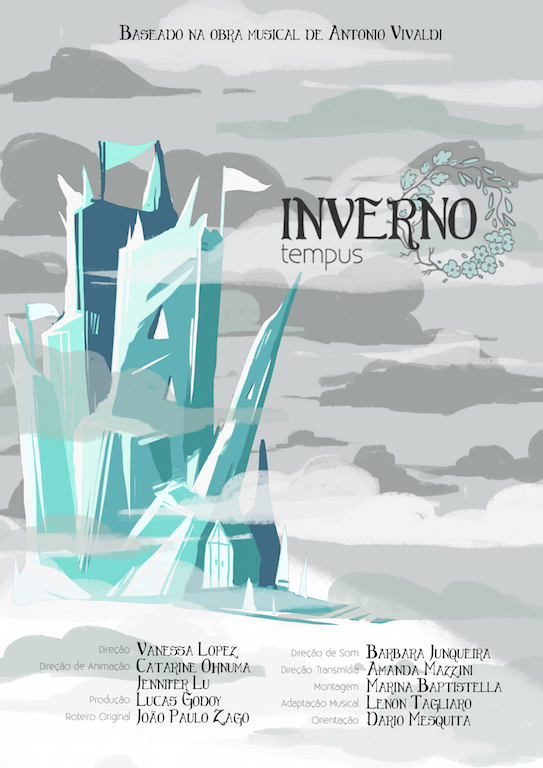 Baseado na obra musical de Antonio Vivaldi
INVERNO
tempus
Direção Vanessa Lopez
Direção de Animação Catarine Ohnuma
Jennifer Lu
Produção Lucas Godoy
Roteiro Original João Paulo Zago
Direção de Som Barbara Junqueira
Direção Transmídia Amanda Mazzini
Montagem Marina Baptistella
Adaptação Musical Lenon Tagliaro
Orientação Dario Mesquita